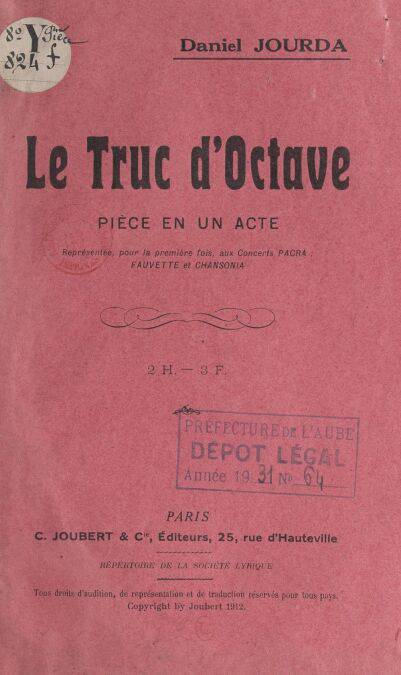 8º Yth Pièce
824 f
Daniel JOURDA
Le Truc d'Octave
PIÈCE EN UN ACTE
Représentée, pour la première fois, aux Concerts PACRA :
FAUVETTE et CHANSONIA
2 H. — 3 F.
PRÉFECTURE DE L'AUBE
DÉPOT LÉGAL
Année 1931 Nº 64
PARIS
C. JOUBERT & Cie, Éditeurs, 25, rue d'Hauteville
RÉPERTOIRE DE LA SOCIÉTÉ LYRIQUE
Tous droits d'audition, de représentation et de traduction réservés pour tous pays.
Copyright by Joubert 1912.